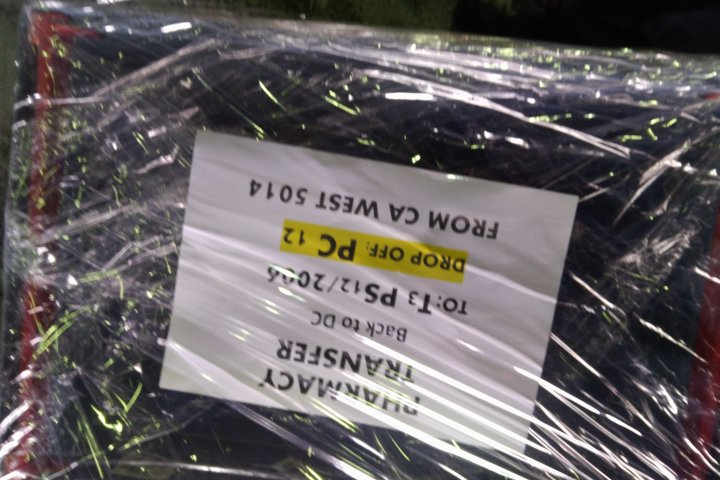 PHARMACY
TRANSFER
Back to DC
TO: T3 PS12/2006
DROP OFF: PC 12
FROM CA WEST 5014